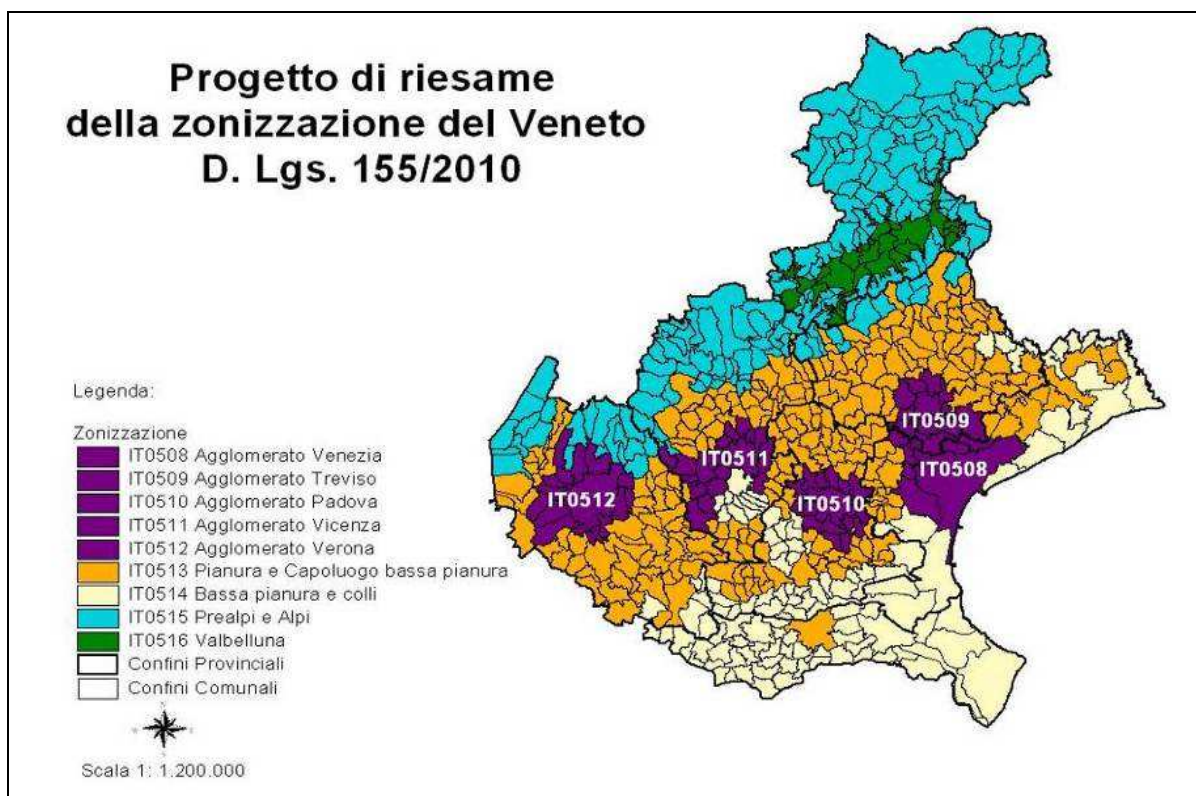 Progetto di riesame
della zonizzazione del Veneto
D. Lgs. 155/2010
Legenda:
Zonizzazione
IT0508 Agglomerato Venezia
IT0509 Agglomerato Treviso
IT0510 Agglomerato Padova
IT0511 Agglomerato Vicenza
IT0512 Agglomerato Verona
IT0513 Pianura e Capoluogo bassa pianura
IT0514 Bassa pianura e colli
IT0515 Prealpi e Alpi
IT0516 Valbelluna
Confini Provinciali
Confini Comunali
Scala 1: 1.200.000
IT0509
IT0511
IT0508
IT0512
IT0510